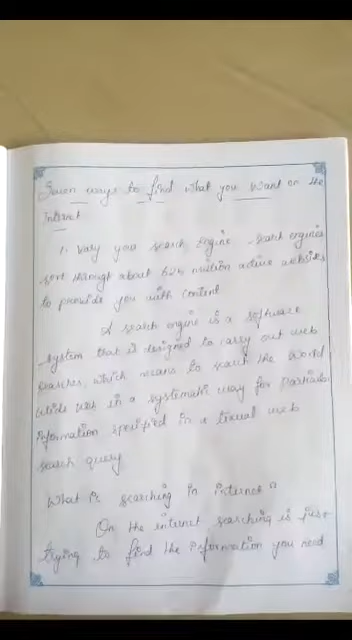 Seven ways to find what you want on the
Internet
1. Vary your search engine search engines
sort through about 625 million active websites
to provide you with content
A search engine is a software
system that is designed to carry out web
searches, which means to search the world
wide web in a systematic way for particular
information specified in a textual web
search query
What is searching in internet?
On the internet searching is just
trying to find the information you need